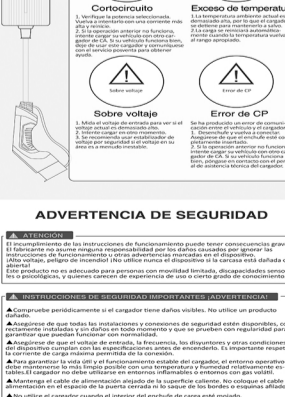 Cortocircuito
1. Verifique la potencia seleccionada
Vuelva a intentarlo con una corriente más
alta y reinicie.
2. Si la operación anterior no funciona,
intente cargar su vehículo con otro car-
gador de CA. Si su vehículo funciona bien,
deje de usar este cargador y comuníquese
con el servicio posventa para obtener
ayuda.
Exceso de temperatu
1.La temperatura ambiente actual e
demasiado alta, por lo que el cargad
se detiene para mantenerlo a salvo.
2.La carga se reiniciará automática-
mente cuando la temperatura vuelva
al rango apropiado.
Sobre voltaje
Sobre voltaje
1. Mida el voltaje de entrada para ver si el
voltaje actual es demasiado alto.
2. Intente cargar en otro momento.
3. Se recomienda usar estabilizador de
voltaje por seguridad si el voltaje en su
área es a menudo inestable.
Error de CP
Error de CP
Se ha producido un error de comuni
cación entre el vehículo y el cargador
1. Desenchufe y vuelva a conectar.
Asegúrese de que el enchufe esté co
pletamente insertado.
2. Si la operación anterior no funcion
intente cargar su vehículo con otro c
gador de CA. Si su vehículo funciona
bien, póngase en contacto con el per
al de asistencia técnica del cargador.
ADVERTENCIA DE SEGURIDAD
ATENCIÓN
El incumplimiento de las instrucciones de funcionamiento puede tener consecuencias grav
El fabricante no asume ninguna responsabilidad por los daños causados por ignorar las
instrucciones de funcionamiento u otras advertencias marcadas en el dispositivo.
¡Alto voltaje, peligro de incendio! ¡No utilice nunca el dispositivo si la carcasa está dañada o
abierta!
Este producto no es adecuado para personas con movilidad limitada, discapacidades senso
les o psicológicas, y quienes carecen de experiencia de uso o cierto grado de conocimiento
INSTRUCCIONES DE SEGURIDAD IMPORTANTES ¡ADVERTENCIA!
▲Compruebe periódicamente si el cargador tiene daños visibles. No utilice un producto
dañado.
▲Asegúrese de que todas las instalaciones y conexiones de seguridad estén disponibles, co
rrectamente instaladas y sin daños en todo momento y que se prueben con regularidad para
garantizar que puedan funcionar con normalidad.
▲Asegúrese de que el voltaje de entrada, la frecuencia, los disyuntores y otras condiciones
del dispositivo cumplan con las especificaciones antes de encenderlo. Es importante respet
la corriente de carga máxima permitida de la conexión.
▲Para garantizar la vida útil y el funcionamiento estable del cargador, el entorno operativo
debe mantenerse lo más limpio posible con una temperatura y humedad relativamente es-
tables.El cargador no debe utilizarse en entornos inflamables o entornos con gas volátil.
▲Mantenga el cable de alimentación alejado de la superficie caliente. No coloque el cable
alimentación en el espacio de la puerta cerrada ni lo saque de los bordes o esquinas afilado
▲No utilice el cargador cuando el interior del enchufe de carga esté mojado.